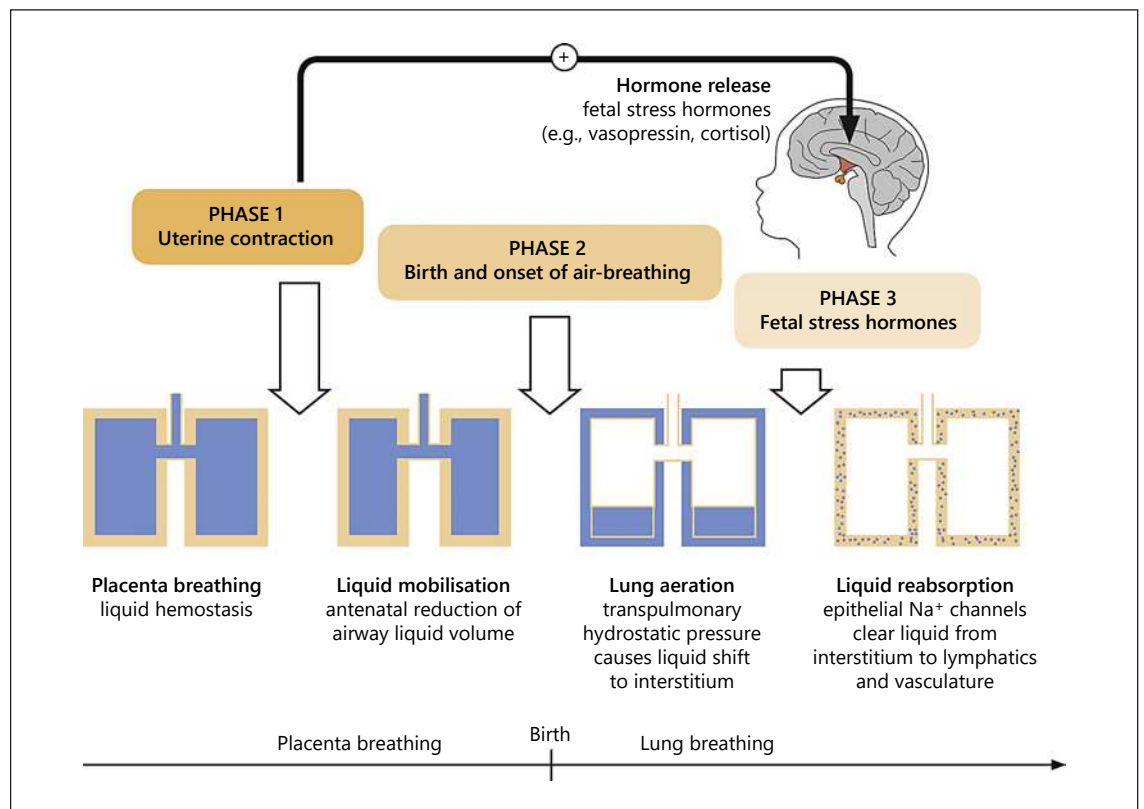 +
Hormone release
fetal stress hormones
(e.g., vasopressin, cortisol)
PHASE 1
Uterine contraction
PHASE 2
Birth and onset of air-breathing
PHASE 3
Fetal stress hormones
Placenta breathing
liquid hemostasis
Liquid mobilisation
antenatal reduction of
airway liquid volume
Lung aeration
transpulmonary
hydrostatic pressure
causes liquid shift
to interstitium
Liquid reabsorption
epithelial Na⁺ channels
clear liquid from
interstitium to lymphatics
and vasculature
Placenta breathing
Birth
Lung breathing